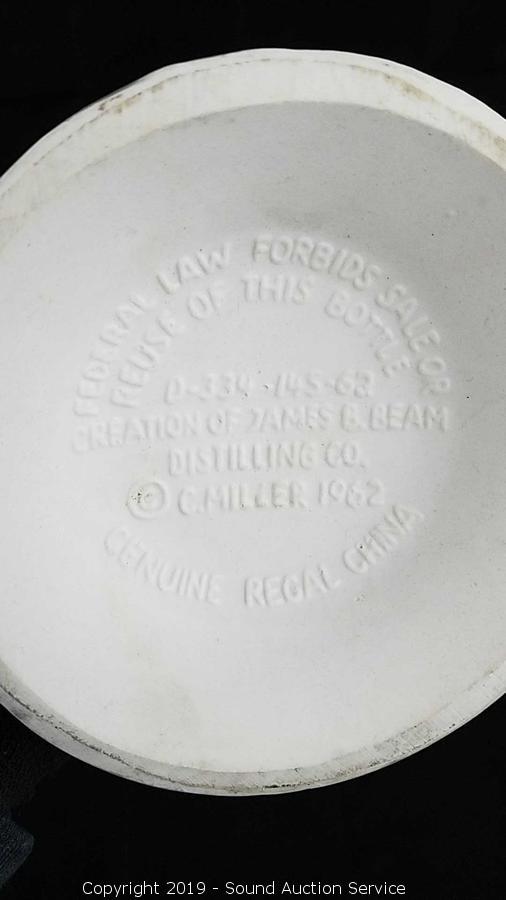 FEDERAL LAW FORBIDS SALE OR
REUSE OF THIS BOTTLE
D-334-145-62
CREATION OF JAMES B. BEAM
DISTILLING CO.
© C. MILLER 1962
GENUINE REGAL CHINA
Copyright 2019 - Sound Auction Service